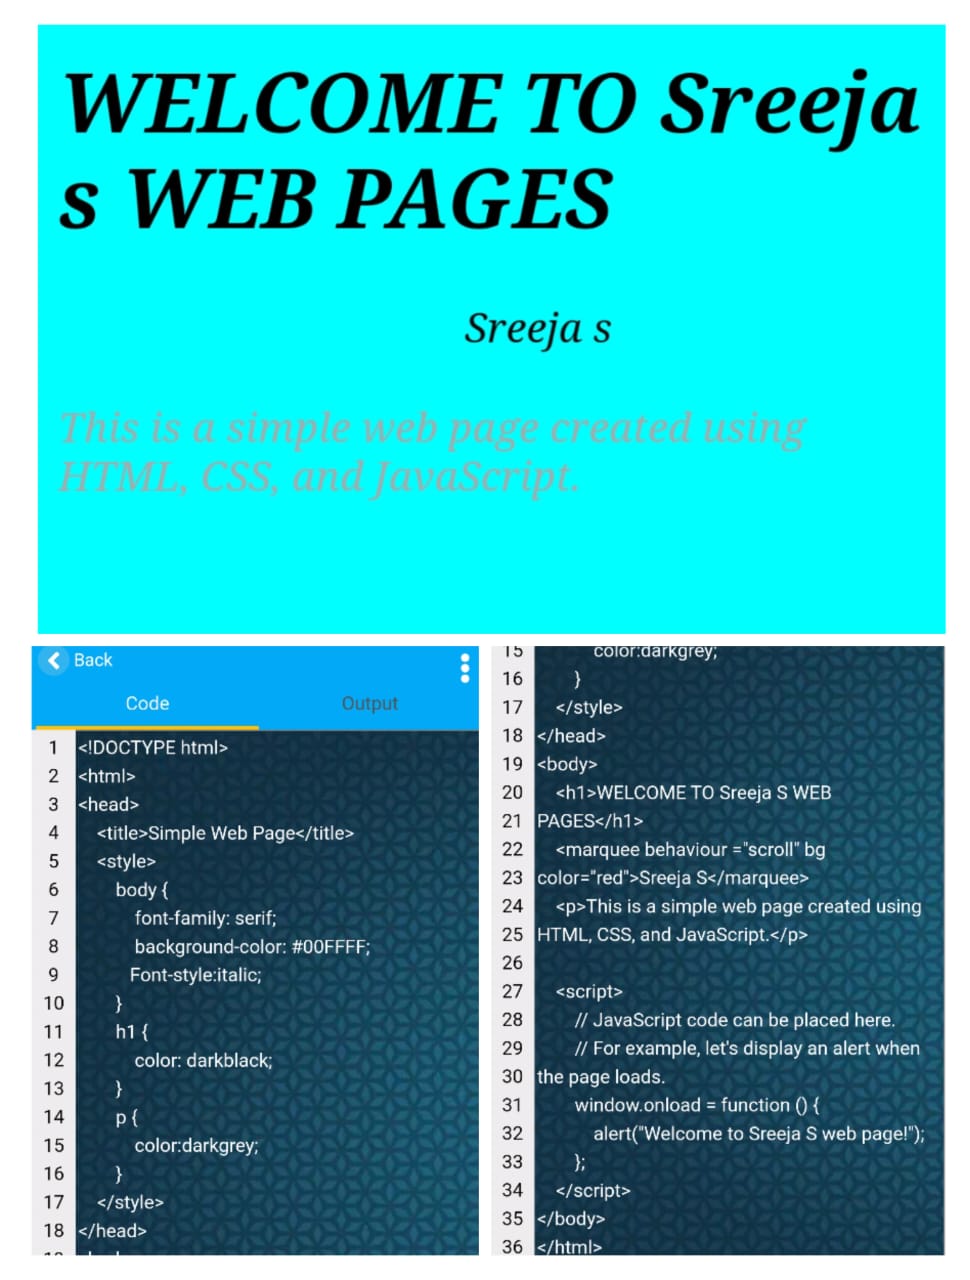 WELCOME TO Sreeja
s WEB PAGES
Sreeja s
This is a simple web page created using
HTML, CSS, and JavaScript.
Back
Code Output
1 <!DOCTYPE html>
2 <html>
3 <head>
4 <title>Simple Web Page</title>
5 <style>
6 body {
7 font-family: serif;
8 background-color: #00FFFF;
9 Font-style:italic;
10 }
11 h1 {
12 color: darkblack;
13 }
14 p {
15 color:darkgrey;
16 }
17 </style>
18 </head>
15 color:darkgrey;
16 }
17 </style>
18 </head>
19 <body>
20 <h1>WELCOME TO Sreeja S WEB
21 PAGES</h1>
22 <marquee behaviour ="scroll" bg
23 color="red">Sreeja S</marquee>
24 <p>This is a simple web page created using
25 HTML, CSS, and JavaScript.</p>
26
27 <script>
28 // JavaScript code can be placed here.
29 // For example, let's display an alert when
30 the page loads.
31 window.onload = function () {
32 alert("Welcome to Sreeja S web page!");
33 };
34 </script>
35 </body>
36 </html>